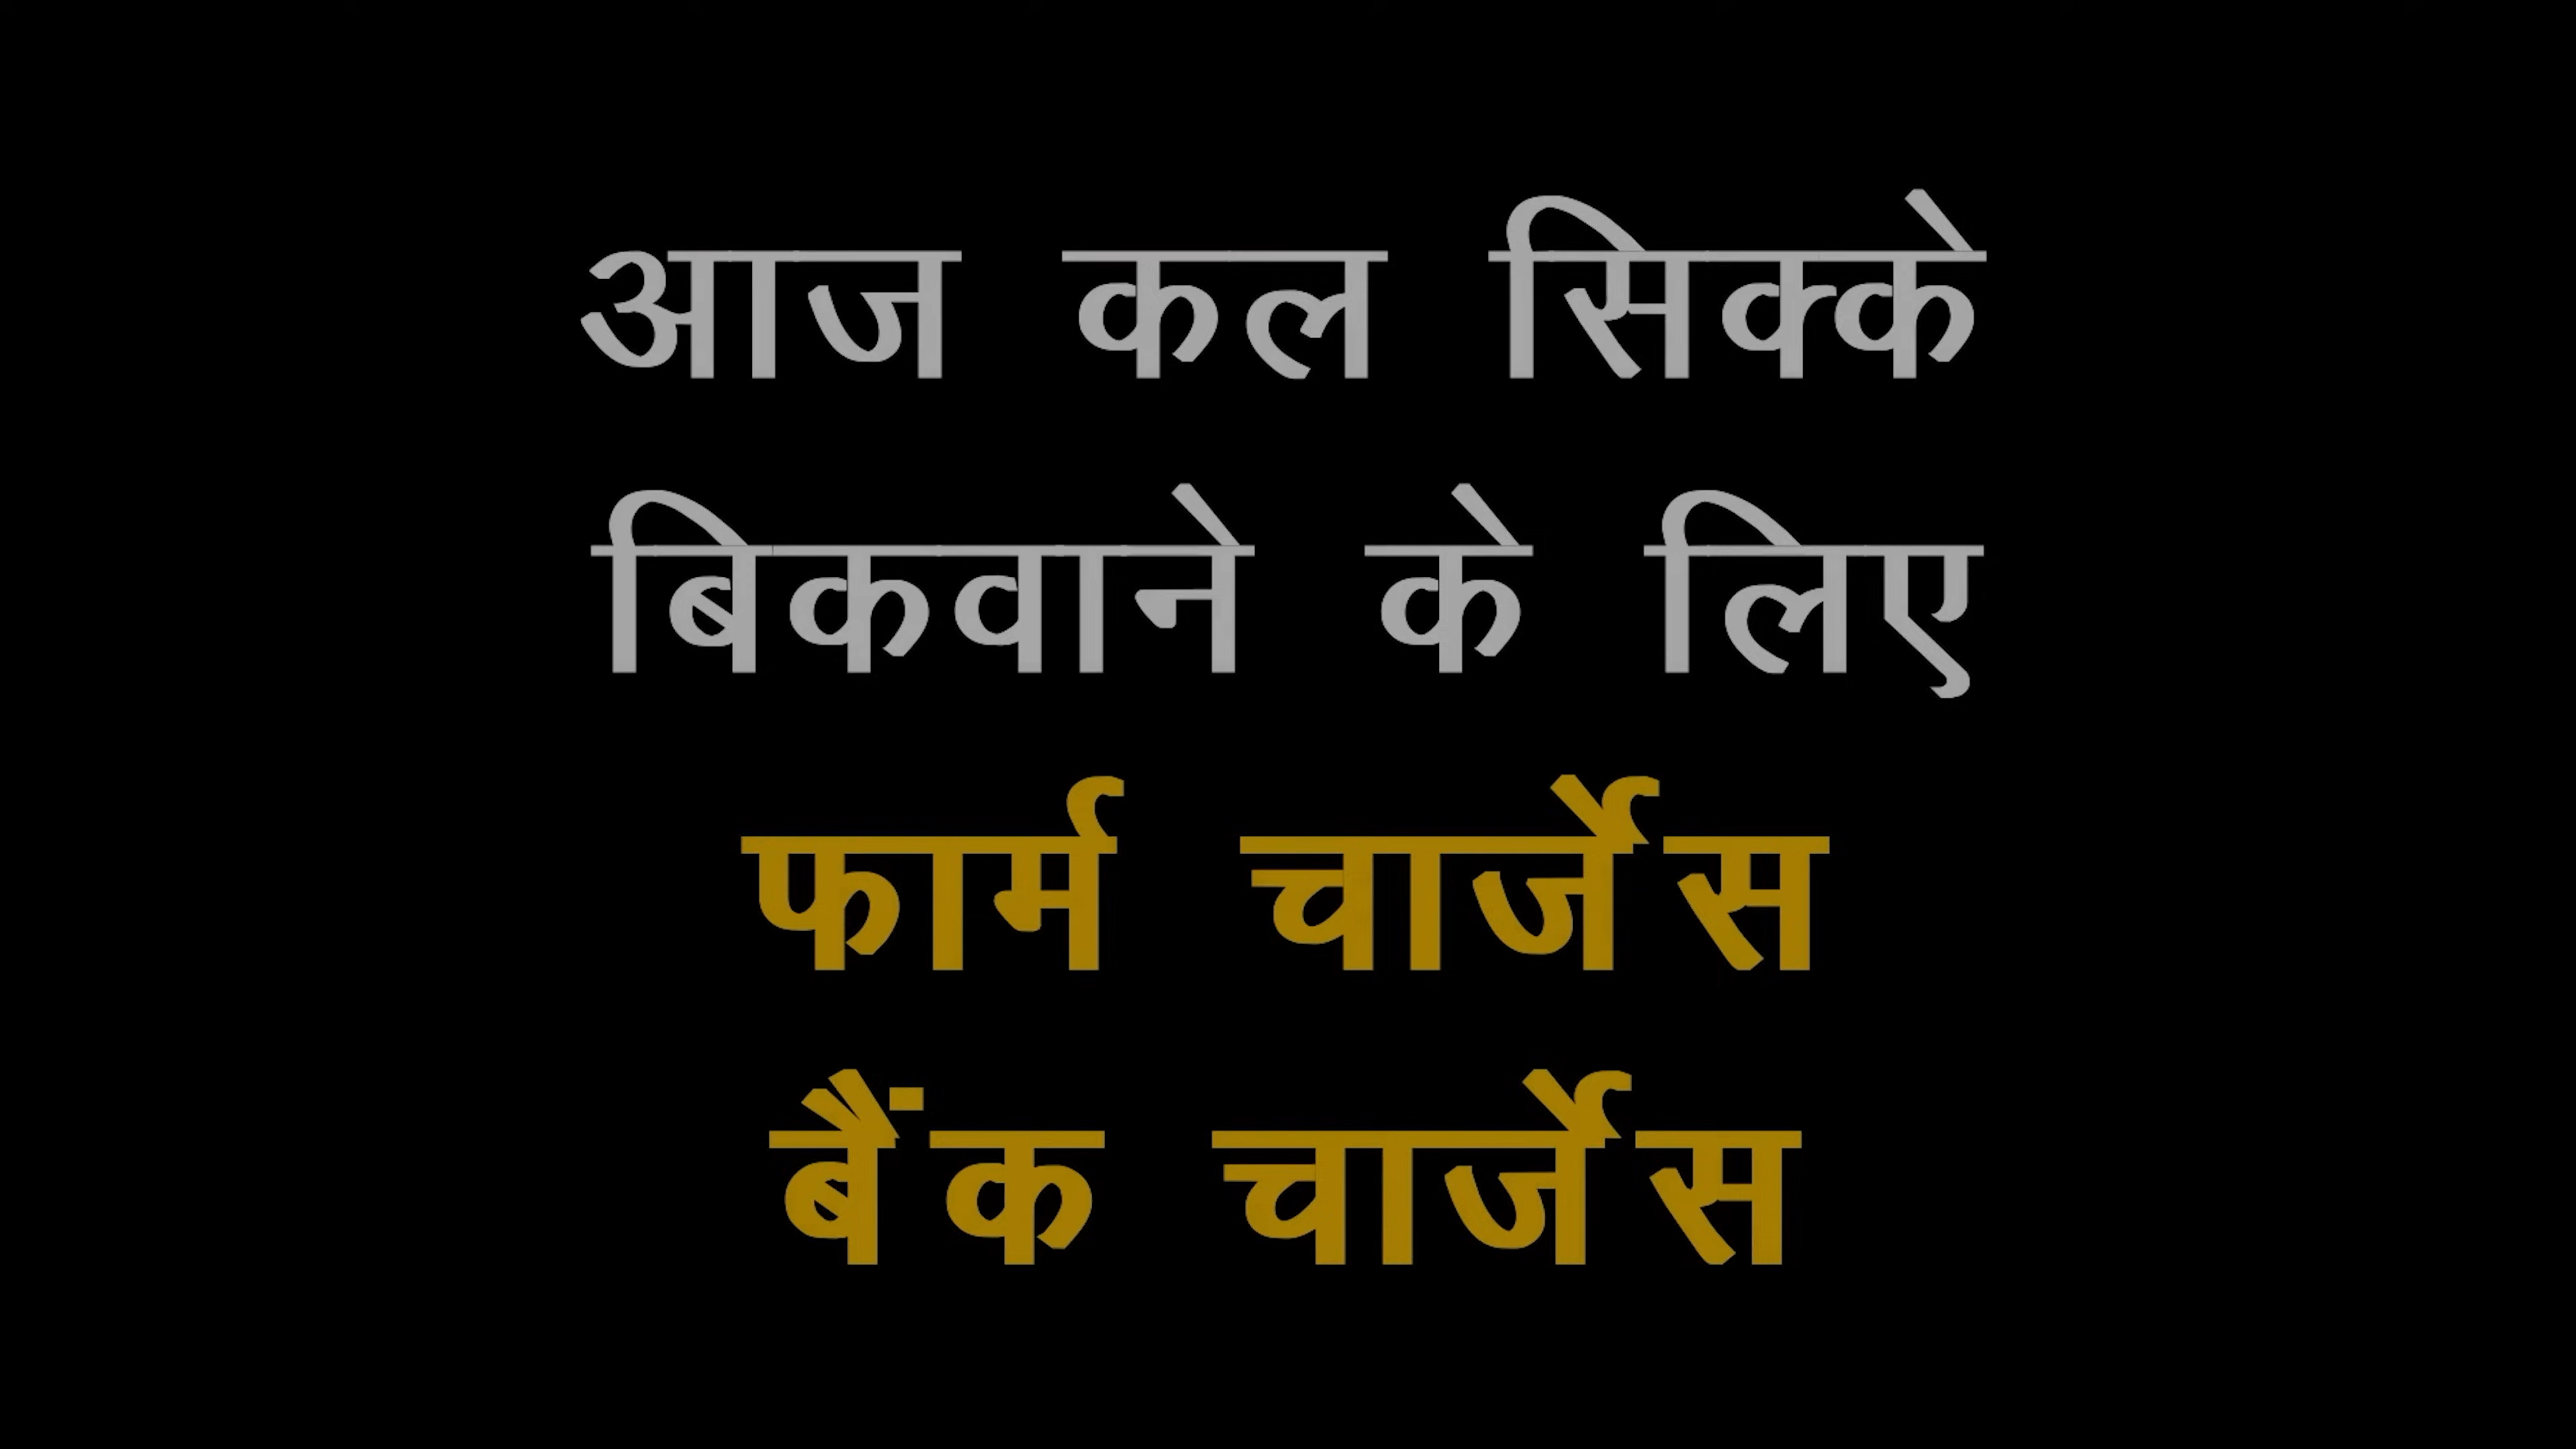 आज कल सिक्के
बिकवाने के लिए
फार्म चार्जेस
बैंक चार्जेस